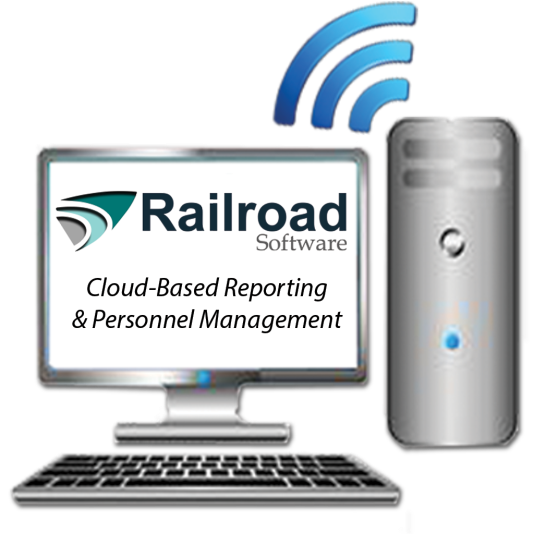 Railroad
Software
Cloud-Based Reporting
& Personnel Management